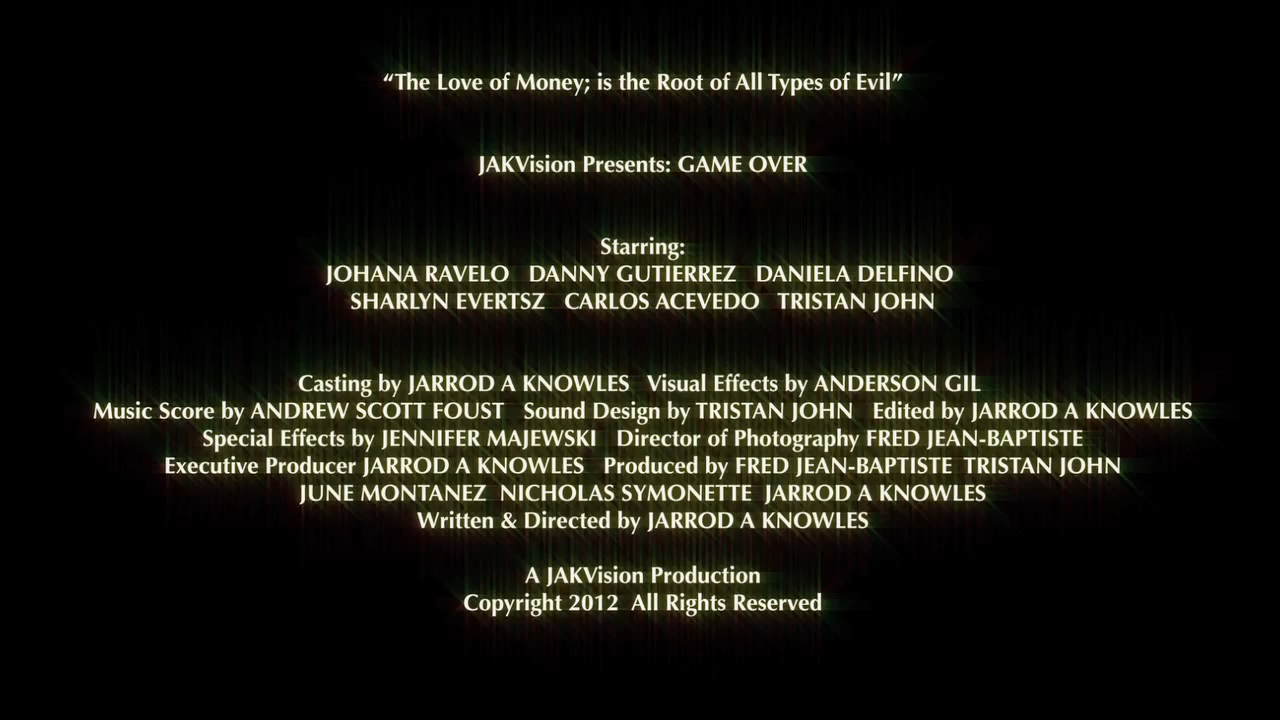 “The Love of Money; is the Root of All Types of Evil”
JAKVision Presents: GAME OVER
Starring:
JOHANA RAVELO DANNY GUTIERREZ DANIELA DELFINO
SHARLYN EVERTSZ CARLOS ACEVEDO TRISTAN JOHN
Casting by JARROD A KNOWLES Visual Effects by ANDERSON GIL
Music Score by ANDREW SCOTT FOUST Sound Design by TRISTAN JOHN Edited by JARROD A KNOWLES
Special Effects by JENNIFER MAJEWSKI Director of Photography FRED JEAN-BAPTISTE
Executive Producer JARROD A KNOWLES Produced by FRED JEAN-BAPTISTE TRISTAN JOHN
JUNE MONTANEZ NICHOLAS SYMONETTE JARROD A KNOWLES
Written & Directed by JARROD A KNOWLES
A JAKVision Production
Copyright 2012 All Rights Reserved